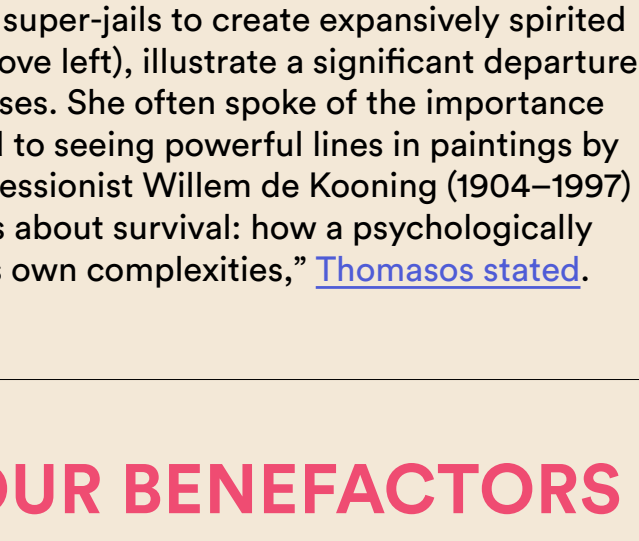 super-jails to create expansively spirited
ove left), illustrate a significant departure
ses. She often spoke of the importance
to seeing powerful lines in paintings by
essionist Willem de Kooning (1904–1997)
s about survival: how a psychologically
s own complexities,” Thomasos stated.
OUR BENEFACTORS